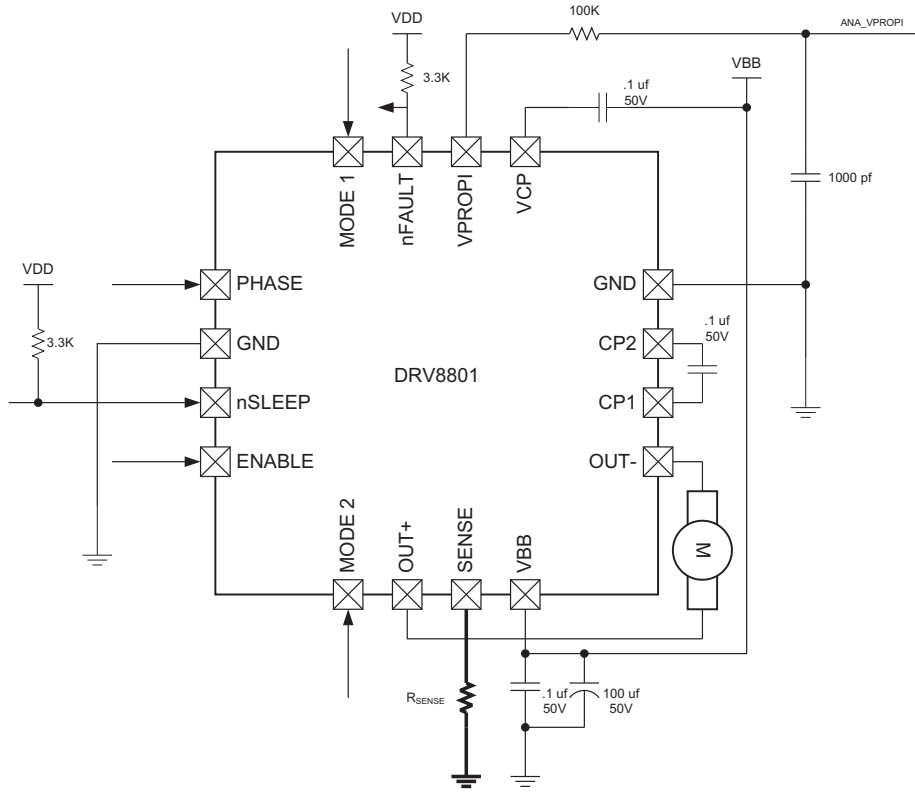 100K
ANA_VPROPI
VDD
3.3K
VBB
.1 uf
50V
1000 pf
MODE 1
nFAULT
VPROPI
VCP
VDD
3.3K
PHASE
GND
nSLEEP
ENABLE
DRV8801
GND
CP2
CP1
OUT-
.1 uf
50V
M
MODE 2
OUT+
SENSE
VBB
RSENSE
.1 uf
50V
100 uf
50V